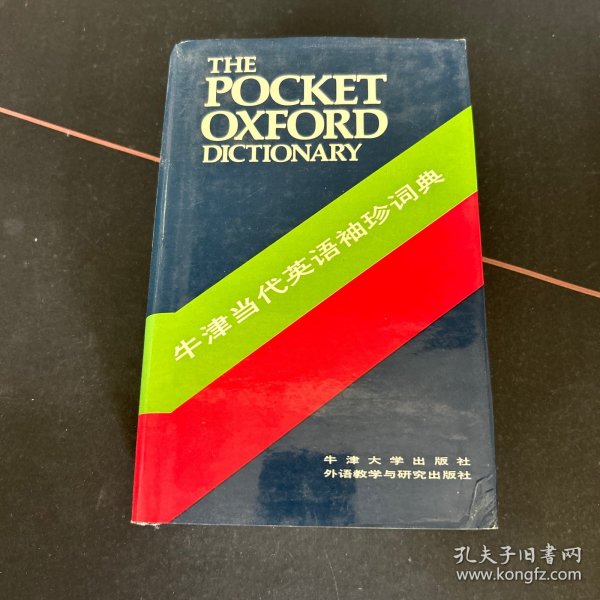 THE
POCKET
OXFORD
DICTIONARY
牛津当代英语袖珍词典
牛津大学出版社
外语教学与研究出版社
孔夫子旧书网
www.kongfz.com